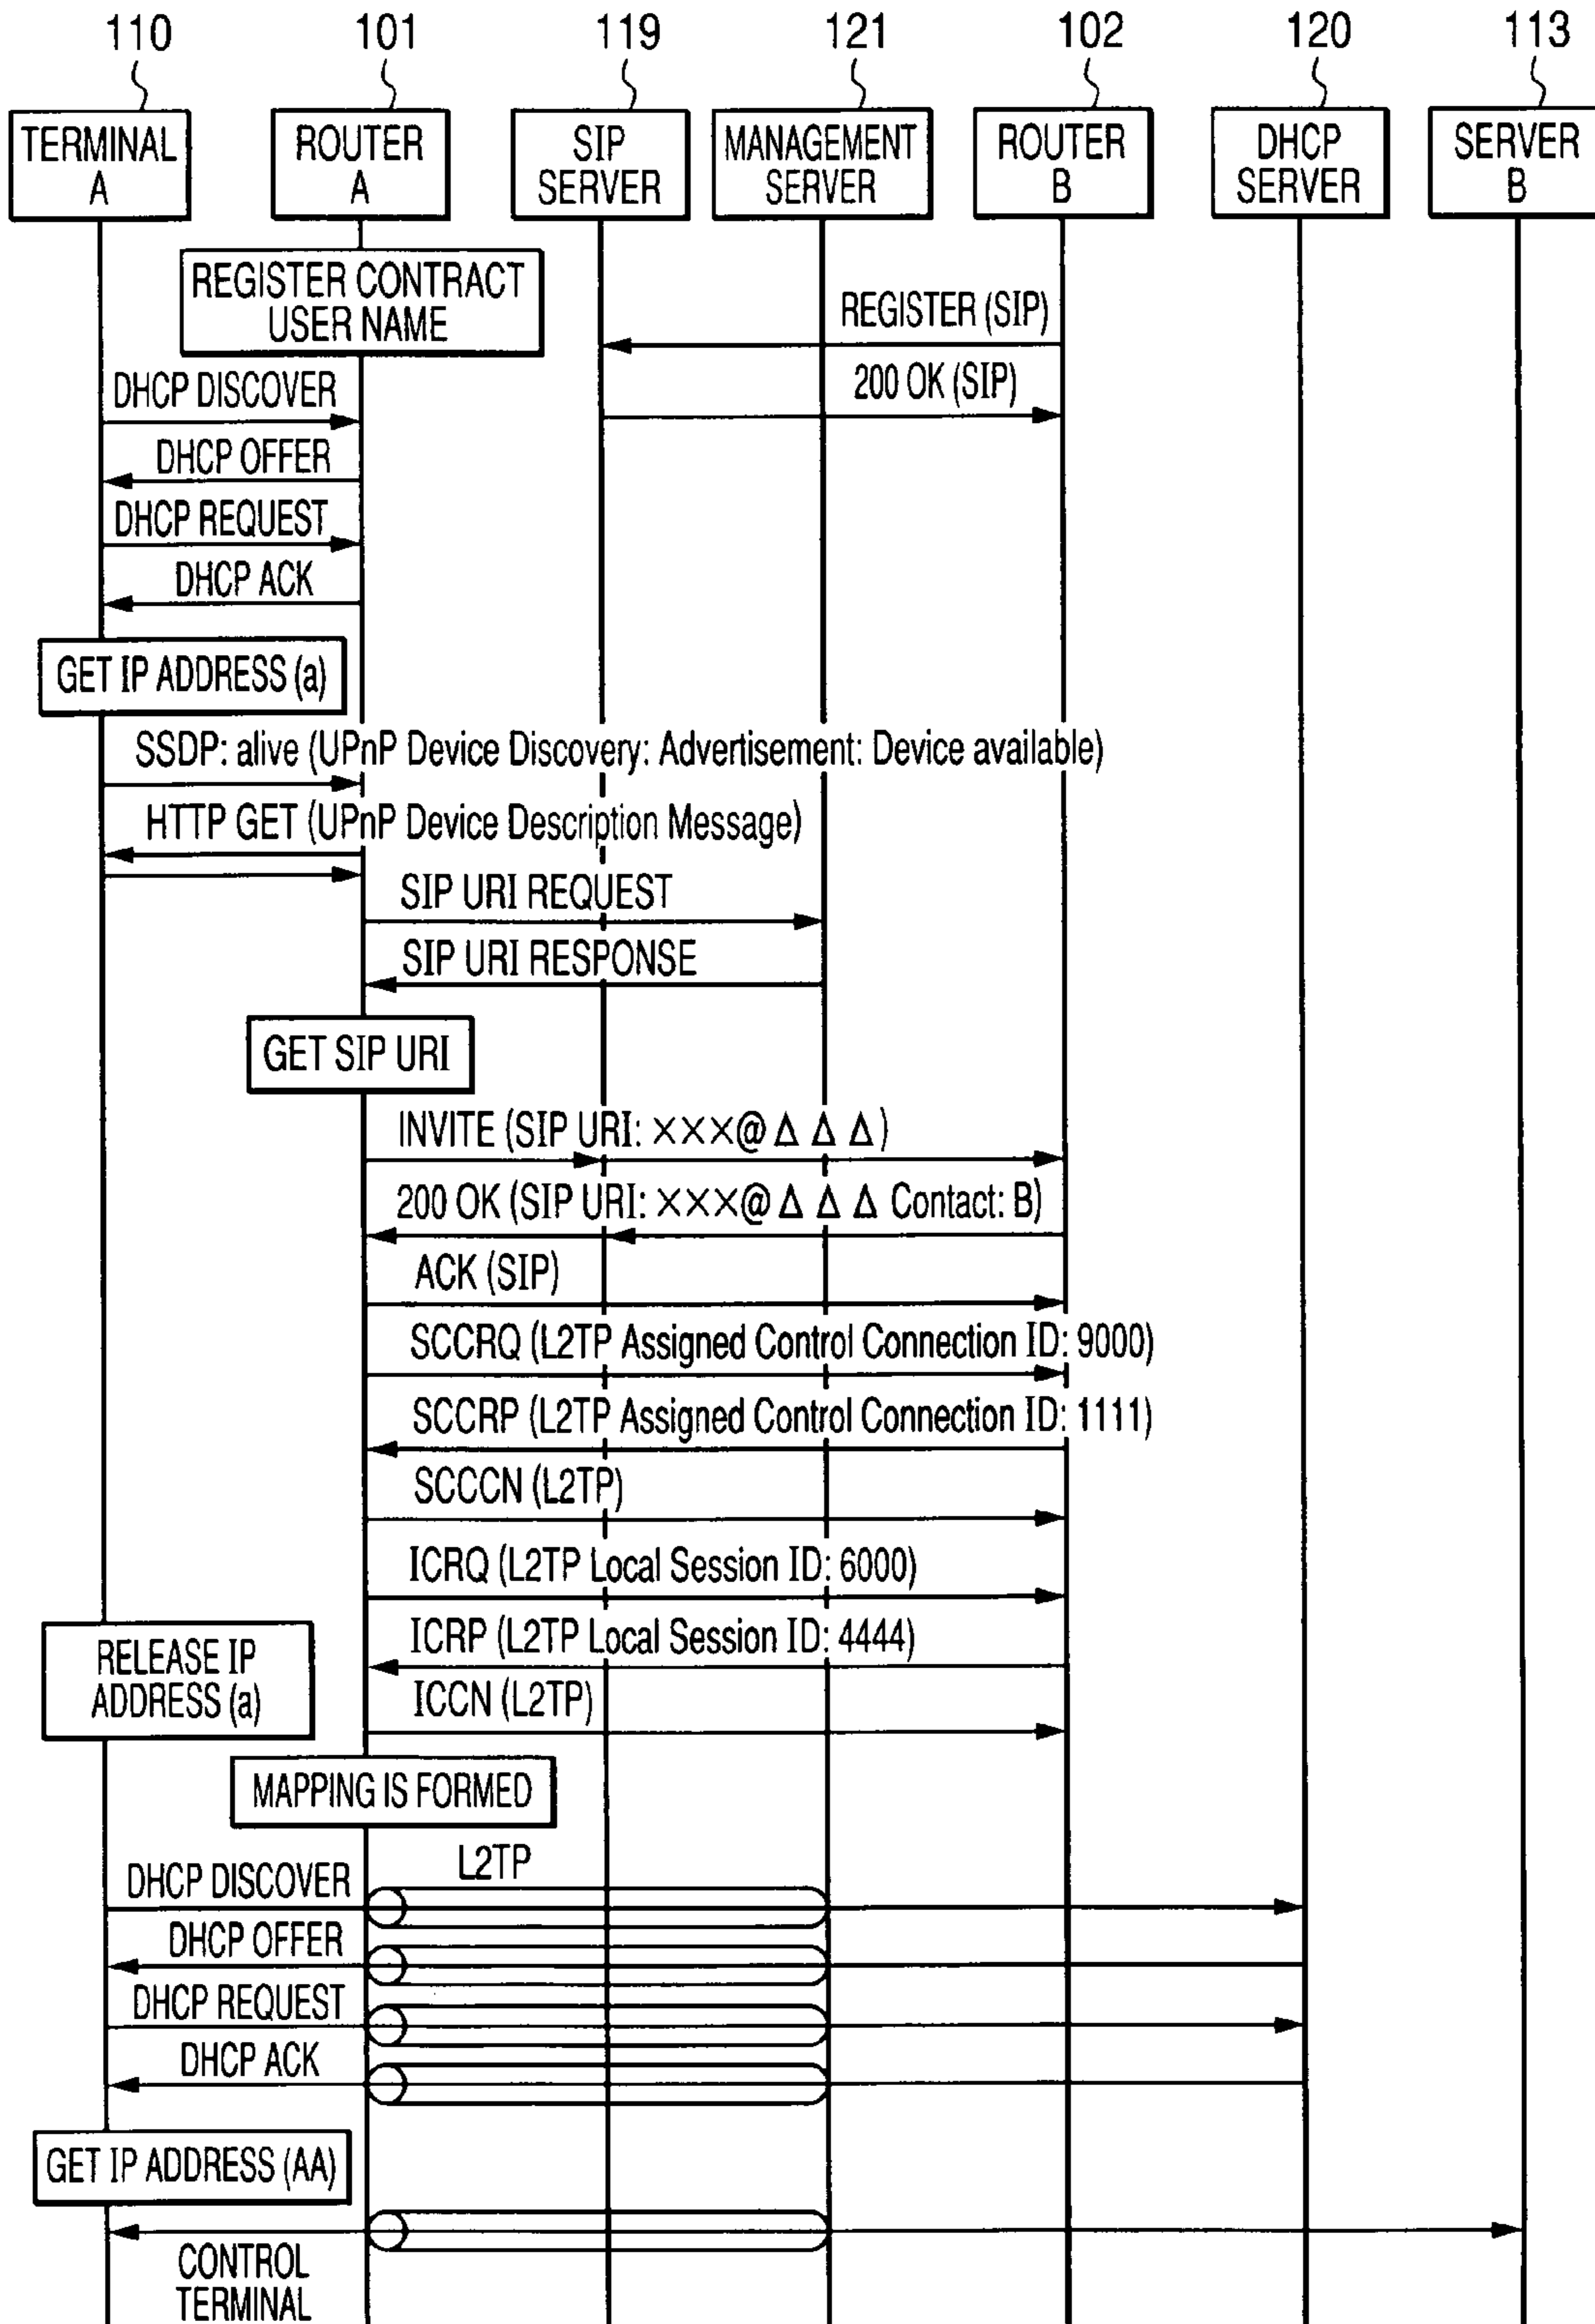 110 101 119 121 102 120 113
TERMINAL
A
ROUTER
A
SIP
SERVER
MANAGEMENT
SERVER
ROUTER
B
DHCP
SERVER
SERVER
B
REGISTER CONTRACT
USER NAME
REGISTER (SIP)
200 OK (SIP)
DHCP DISCOVER
DHCP OFFER
DHCP REQUEST
DHCP ACK
GET IP ADDRESS (a)
SSDP: alive (UPnP Device Discovery: Advertisement: Device available)
HTTP GET (UPnP Device Description Message)
SIP URI REQUEST
SIP URI RESPONSE
GET SIP URI
INVITE (SIP URI: ×××@ Δ Δ Δ)
200 OK (SIP URI: ×××@ Δ Δ Δ Contact: B)
ACK (SIP)
SCCRQ (L2TP Assigned Control Connection ID: 9000)
SCCRP (L2TP Assigned Control Connection ID: 1111)
SCCCN (L2TP)
ICRQ (L2TP Local Session ID: 6000)
ICRP (L2TP Local Session ID: 4444)
RELEASE IP
ADDRESS (a)
ICCN (L2TP)
MAPPING IS FORMED
L2TP
DHCP DISCOVER
DHCP OFFER
DHCP REQUEST
DHCP ACK
GET IP ADDRESS (AA)
CONTROL
TERMINAL